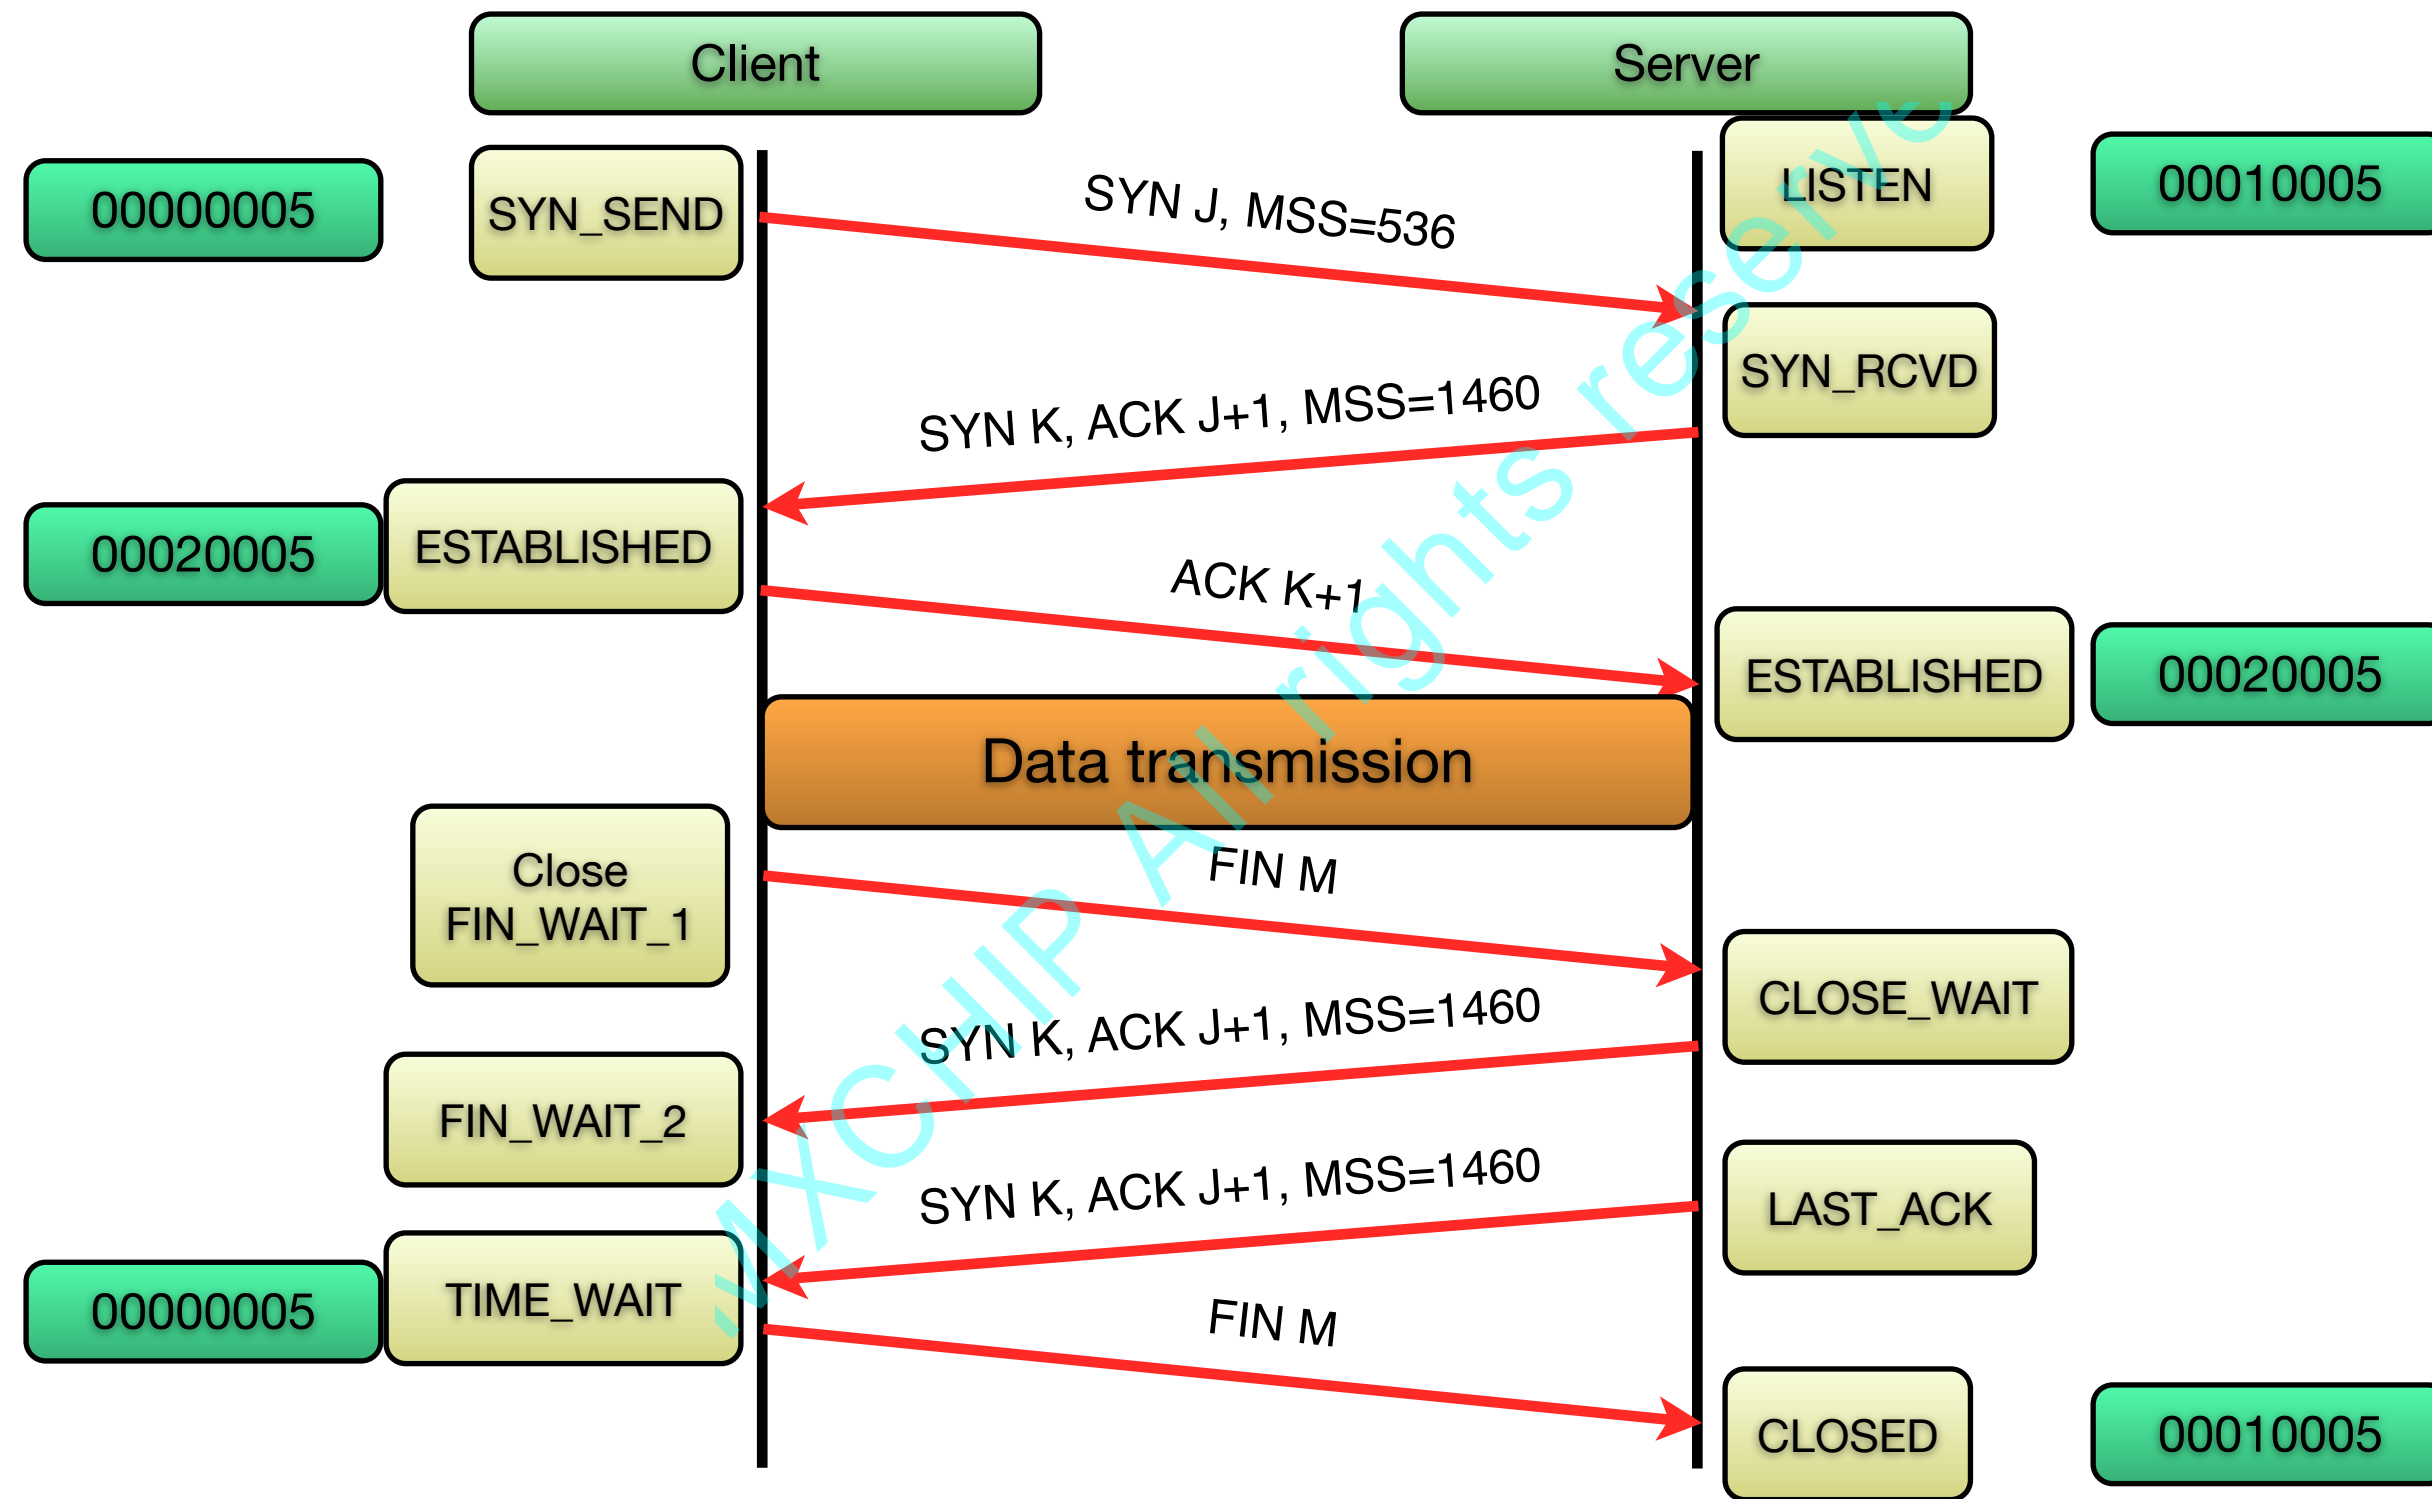 Client
Server
00000005
SYN_SEND
SYN J, MSS=536
LISTEN
00010005
SYN_RCVD
SYN K, ACK J+1, MSS=1460
00020005
ESTABLISHED
ACK K+1
ESTABLISHED
00020005
Data transmission
Close
FIN_WAIT_1
FIN M
CLOSE_WAIT
SYN K, ACK J+1, MSS=1460
FIN_WAIT_2
SYN K, ACK J+1, MSS=1460
LAST_ACK
00000005
TIME_WAIT
FIN M
CLOSED
00010005
MXCHIP All rights reserve